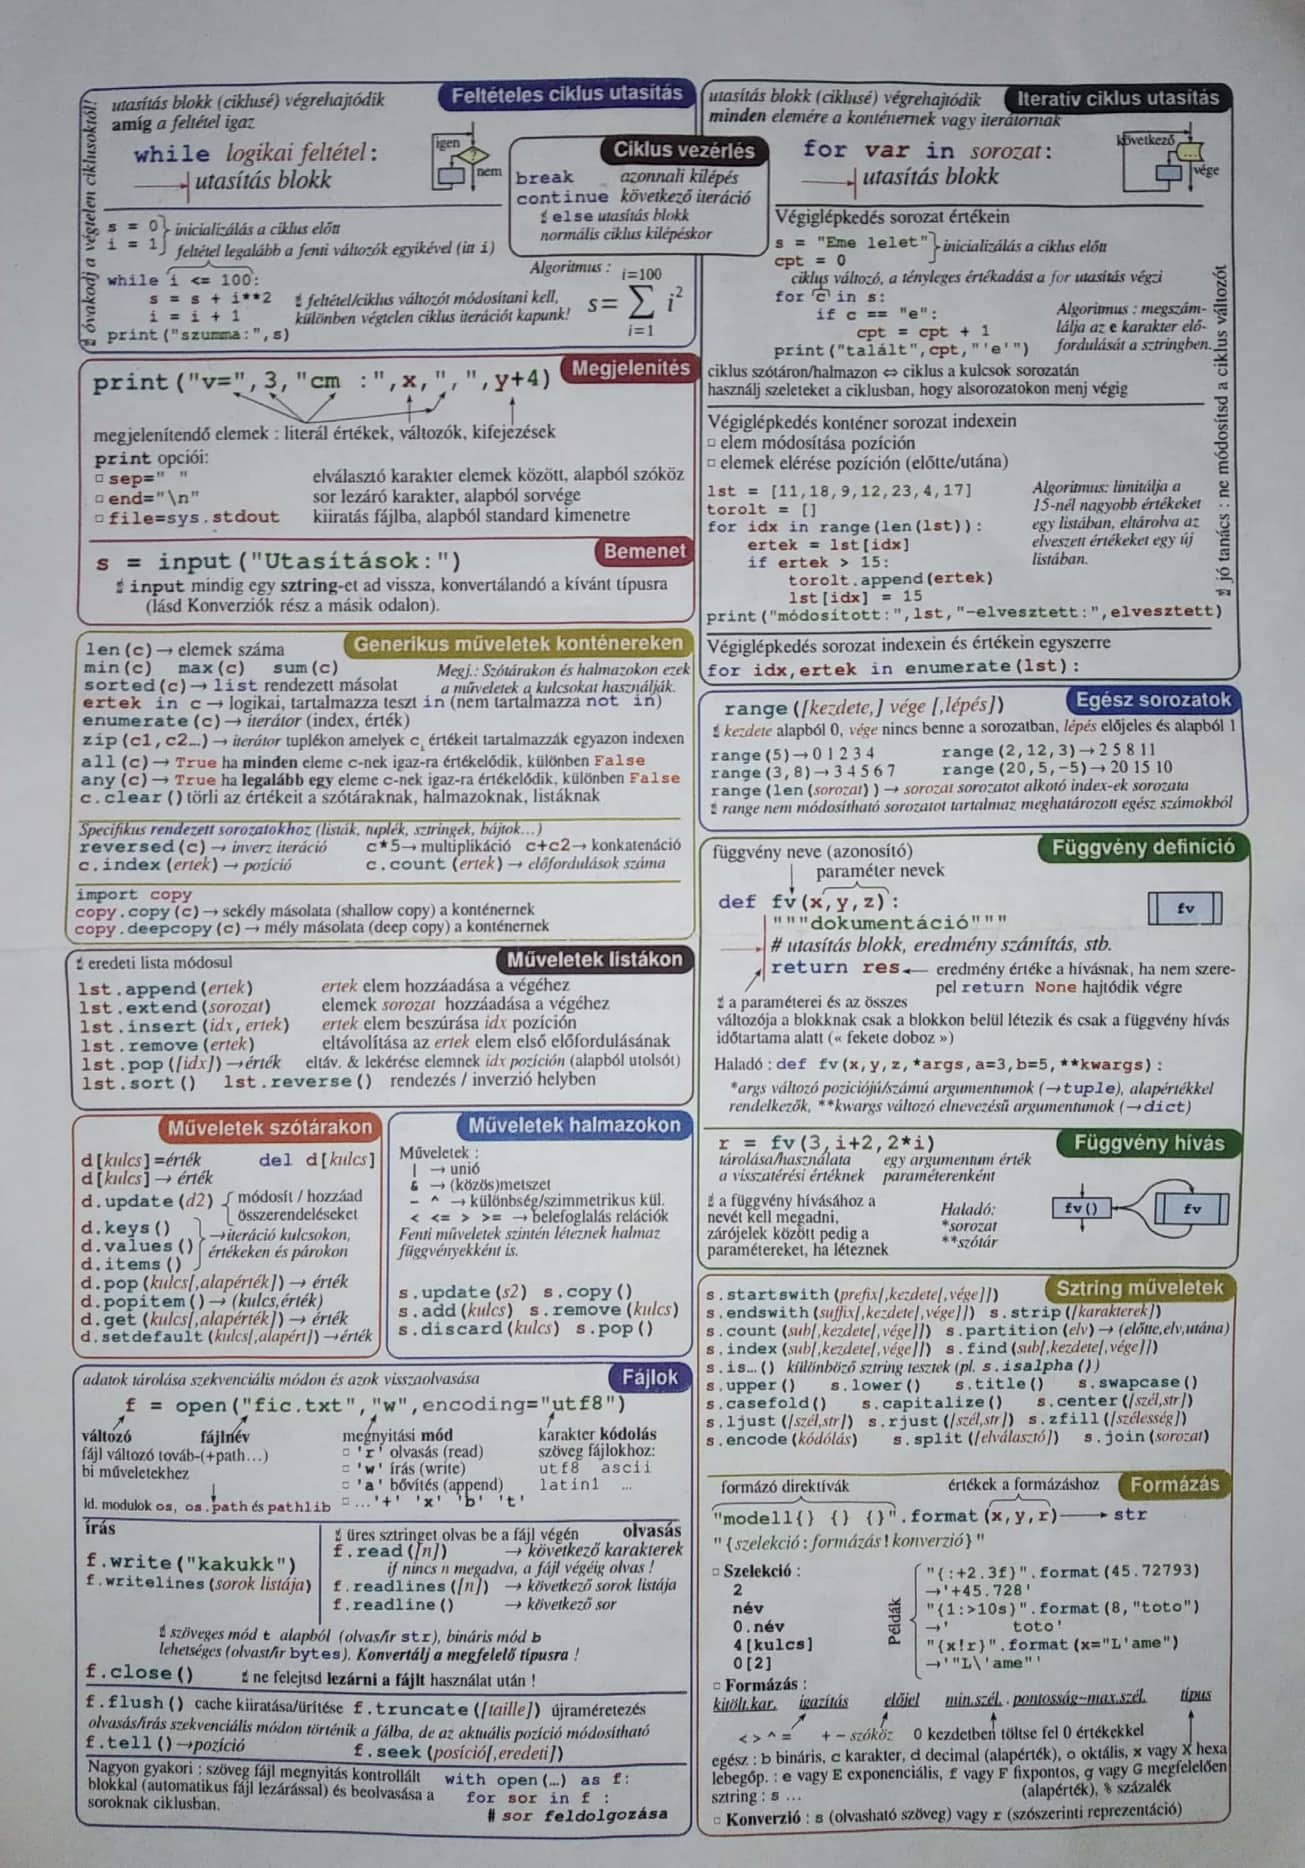 óvakodj a végtelen ciklusoktól!
utasítás blokk (ciklusé) végrehajtódik
Feltételes ciklus utasítás
amíg a feltétel igaz
while logikai feltétel:
utasítás blokk
igen
?
nem
s = 0
i = 1
inicializálás a ciklus előtt
feltétel legalább a fenti változók egyikével (itt i)
while i <= 100:
s = s + i**2
i = i + 1
print("szumma:", s)
feltétel/ciklus változót módosítani kell,
különben végtelen ciklus iterációt kapunk!
Algoritmus :
i=100
s= ∑ i²
i=1
Ciklus vezérlés
break azonnali kilépés
continue következő iteráció
else utasítás blokk
normális ciklus kilépéskor
utasítás blokk (ciklusé) végrehajtódik
Iteratív ciklus utasítás
minden elemére a konténernek vagy iterátornak
for var in sorozat:
utasítás blokk
következő
...
vége
Végiglépkedés sorozat értékein
s = "Eme lelet"
cpt = 0
inicializálás a ciklus előtt
ciklus változó, a tényleges értékadást a for utasítás végzi
for c in s:
if c == "e":
cpt = cpt + 1
print("talált",cpt,"'e'")
Algoritmus : megszám-
lálja az e karakter elő-
fordulását a sztringben.
ciklus szótáron/halmazon ⇔ ciklus a kulcsok sorozatán
használj szeleteket a ciklusban, hogy alsorozatokon menj végig
Végiglépkedés konténer sorozat indexein
▫ elem módosítása pozíción
▫ elemek elérése pozíción (előtte/utána)
lst = [11,18,9,12,23,4,17]
torolt = []
for idx in range(len(lst)):
ertek = lst[idx]
if ertek > 15:
torolt.append(ertek)
lst[idx] = 15
print("módosított:",lst,"-elvesztett:",elvesztett)
Algoritmus: limitálja a
15-nél nagyobb értékeket
egy listában, eltárolva az
elveszett értékeket egy új
listában.
jó tanács : ne módosítsd a ciklus változót
Végiglépkedés sorozat indexein és értékein egyszerre
for idx,ertek in enumerate(lst):
print("v=",3,"cm :",x,",",y+4)
Megjelenítés
megjelenítendő elemek : literál értékek, változók, kifejezések
print opciói:
▫ sep=" " elválasztó karakter elemek között, alapból szóköz
▫ end="\n" sor lezáró karakter, alapból sorvége
▫ file=sys.stdout kiiratás fájlba, alapból standard kimenetre
s = input("Utasítások:")
Bemenet
input mindig egy sztring-et ad vissza, konvertálandó a kívánt típusra
(lásd Konverziók rész a másik odalon).
len(c)→ elemek száma
Generikus műveletek konténereken
min(c) max(c) sum(c)
sorted(c)→ list rendezett másolat
Megj.: Szótárakon és halmazokon ezek
a műveletek a kulcsokat használják.
ertek in c→ logikai, tartalmazza teszt in (nem tartalmazza not in)
enumerate(c)→ iterátor (index, érték)
zip(c1,c2…)→ iterátor tuplékon amelyek cᵢ értékeit tartalmazzák egyazon indexen
all(c)→ True ha minden eleme c-nek igaz-ra értékelődik, különben False
any(c)→ True ha legalább egy eleme c-nek igaz-ra értékelődik, különben False
c.clear() törli az értékeit a szótáraknak, halmazoknak, listáknak
Specifikus rendezett sorozatokhoz (listák, tuplék, sztringek, bájtok…)
reversed(c)→ inverz iteráció c*5→ multiplikáció c+c2→ konkatenáció
c.index(ertek)→ pozíció c.count(ertek)→ előfordulások száma
import copy
copy.copy(c)→ sekély másolata (shallow copy) a konténernek
copy.deepcopy(c)→ mély másolata (deep copy) a konténernek
range([kezdete,] vége [,lépés])
Egész sorozatok
kezdete alapból 0, vége nincs benne a sorozatban, lépés előjeles és alapból 1
range(5)→ 0 1 2 3 4 range(2,12,3)→ 2 5 8 11
range(3,8)→ 3 4 5 6 7 range(20,5,-5)→ 20 15 10
range(len(sorozat))→ sorozat sorozatot alkotó index-ek sorozata
range nem módosítható sorozatot tartalmaz meghatározott egész számokból
függvény neve (azonosító)
Függvény definíció
paraméter nevek
def fv(x,y,z):
"""dokumentáció"""
# utasítás blokk, eredmény számítás, stb.
return res← eredmény értéke a hívásnak, ha nem szere-
pel return None hajtódik végre
fv
a paraméterei és az összes
változója a blokknak csak a blokkon belül létezik és csak a függvény hívás
időtartama alatt (« fekete doboz »)
Haladó : def fv(x,y,z,*args,a=3,b=5,**kwargs):
*args változó poziciójú/számú argumentumok (→tuple), alapértékkel
rendelkezők, **kwargs változó elnevezésű argumentumok (→dict)
r = fv(3,i+2,2*i)
Függvény hívás
tárolása/használata egy argumentum érték
a visszatérési értéknek paraméterenként
a függvény hívásához a
nevét kell megadni,
zárójelek között pedig a
paramétereket, ha léteznek
Haladó:
*sorozat
**szótár
fv()
fv
eredeti lista módosul
Műveletek listákon
lst.append(ertek) ertek elem hozzáadása a végéhez
lst.extend(sorozat) elemek sorozat hozzáadása a végéhez
lst.insert(idx,ertek) ertek elem beszúrása idx pozíción
lst.remove(ertek) eltávolítása az ertek elem első előfordulásának
lst.pop([idx])→érték eltáv. & lekérése elemnek idx pozíción (alapból utolsót)
lst.sort() lst.reverse() rendezés / inverzió helyben
Műveletek szótárakon
d[kulcs]=érték del d[kulcs]
d[kulcs]→ érték
d.update(d2) módosít / hozzáad
összerendeléseket
d.keys()
d.values()
d.items()
→iteráció kulcsokon,
értékeken és párokon
d.pop(kulcs[,alapérték])→ érték
d.popitem()→ (kulcs,érték)
d.get(kulcs[,alapérték])→ érték
d.setdefault(kulcs[,alapért])→érték
Műveletek halmazokon
Műveletek :
| → unió
& → (közös)metszet
- ^ → különbség/szimmetrikus kül.
< <= > >= → belefoglalás relációk
Fenti műveletek szintén léteznek halmaz
függvényekként is.
s.update(s2) s.copy()
s.add(kulcs) s.remove(kulcs)
s.discard(kulcs) s.pop()
Sztring műveletek
s.startswith(prefix[,kezdete[,vége]])
s.endswith(suffix[,kezdete[,vége]]) s.strip([karakterek])
s.count(sub[,kezdete[,vége]]) s.partition(elv)→ (előtte,elv,utána)
s.index(sub[,kezdete[,vége]]) s.find(sub[,kezdete[,vége]])
s.is…() különböző sztring tesztek (pl. s.isalpha())
s.upper() s.lower() s.title() s.swapcase()
s.casefold() s.capitalize() s.center([szél,str])
s.ljust([szél,str]) s.rjust([szél,str]) s.zfill([szélesség])
s.encode(kódólás) s.split([elválasztó]) s.join(sorozat)
adatok tárolása szekvenciális módon és azok visszaolvasása
Fájlok
f = open("fic.txt","w",encoding="utf8")
változó
fájl változó továb-
bi műveletekhez
fájlnév
(+path…)
megnyitási mód
▫ 'r' olvasás (read)
▫ 'w' írás (write)
▫ 'a' bővítés (append)
▫ …'+' 'x' 'b' 't'
karakter kódolás
szöveg fájlokhoz:
utf8 ascii
latin1 …
ld. modulok os, os.path és pathlib
írás
f.write("kakukk")
f.writelines(sorok listája)
üres sztringet olvas be a fájl végén
olvasás
f.read([n]) → következő karakterek
if nincs n megadva, a fájl végéig olvas !
f.readlines([n]) → következő sorok listája
f.readline() → következő sor
szöveges mód t alapból (olvas/ír str), bináris mód b
lehetséges (olvast/ír bytes). Konvertálj a megfelelő típusra !
f.close() ne felejtsd lezárni a fájlt használat után !
f.flush() cache kiiratása/ürítése f.truncate([taille]) újraméretezés
olvasás/írás szekvenciális módon történik a fálba, de az aktuális pozíció módosítható
f.tell()→pozíció f.seek(posíció[,eredeti])
Nagyon gyakori : szöveg fájl megnyitás kontrollált
blokkal (automatikus fájl lezárással) és beolvasása a
soroknak ciklusban.
with open(…) as f:
for sor in f :
# sor feldolgozása
formázó direktívák értékek a formázáshoz
Formázás
"modell{} {} {}".format(x,y,r)→ str
"{szelekció:formázás!konverzió}"
▫ Szelekció :
2
név
0.név
4[kulcs]
0[2]
Példák
"{:+2.3f}".format(45.72793)
→'+45.728'
"{1:>10s}".format(8,"toto")
→' toto'
"{x!r}".format(x="L'ame")
→'"L\'ame"'
▫ Formázás :
kitölt.kar. igazítás előjel min.szél. . pontosság~max.szél. típus
< > ^ = + - szóköz 0 kezdetben töltse fel 0 értékekkel
egész : b bináris, c karakter, d decimal (alapérték), o oktális, x vagy X hexa
lebegőp. : e vagy E exponenciális, f vagy F fixpontos, g vagy G megfelelően
(alapérték), % százalék
sztring : s …
▫ Konverzió : s (olvasható szöveg) vagy r (szószerinti reprezentáció)